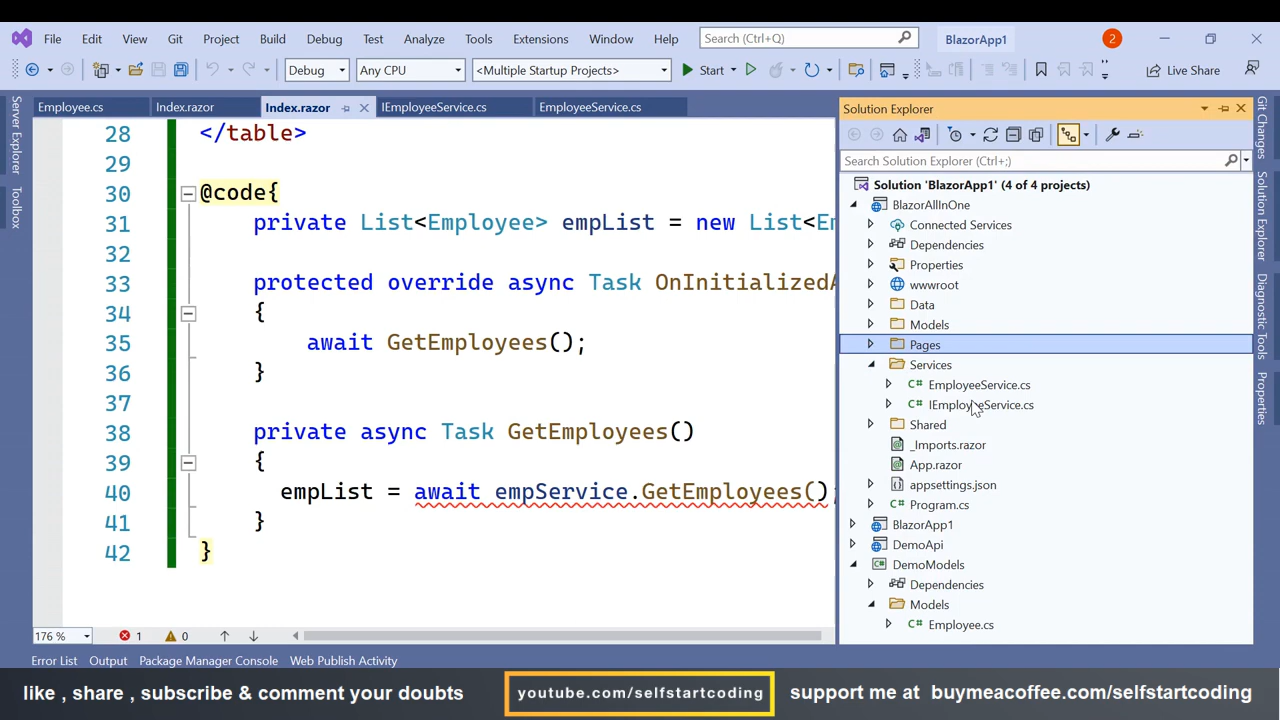 File Edit View Git Project Build Debug Test Analyze Tools Extensions Window Help Search (Ctrl+Q) BlazorApp1 2
Debug Any CPU <Multiple Startup Projects> Start Live Share
Employee.cs Index.razor Index.razor IEmployeeService.cs EmployeeService.cs
Server Explorer
Toolbox
28 </table>
29
30 @code{
31 private List<Employee> empList = new List<Em
32
33 protected override async Task OnInitializedA
34 {
35 await GetEmployees();
36 }
37
38 private async Task GetEmployees()
39 {
40 empList = await empService.GetEmployees();
41 }
42 }
176 % 1 0
Error List Output Package Manager Console Web Publish Activity
Solution Explorer
Search Solution Explorer (Ctrl+;)
Solution 'BlazorApp1' (4 of 4 projects)
BlazorAllInOne
Connected Services
Dependencies
Properties
wwwroot
Data
Models
Pages
Services
EmployeeService.cs
IEmployeeService.cs
Shared
_Imports.razor
App.razor
appsettings.json
Program.cs
BlazorApp1
DemoApi
DemoModels
Dependencies
Models
Employee.cs
Git Changes
Solution Explorer
Diagnostic Tools
Properties
like , share , subscribe & comment your doubts
youtube.com/selfstartcoding
support me at buymeacoffee.com/selfstartcoding